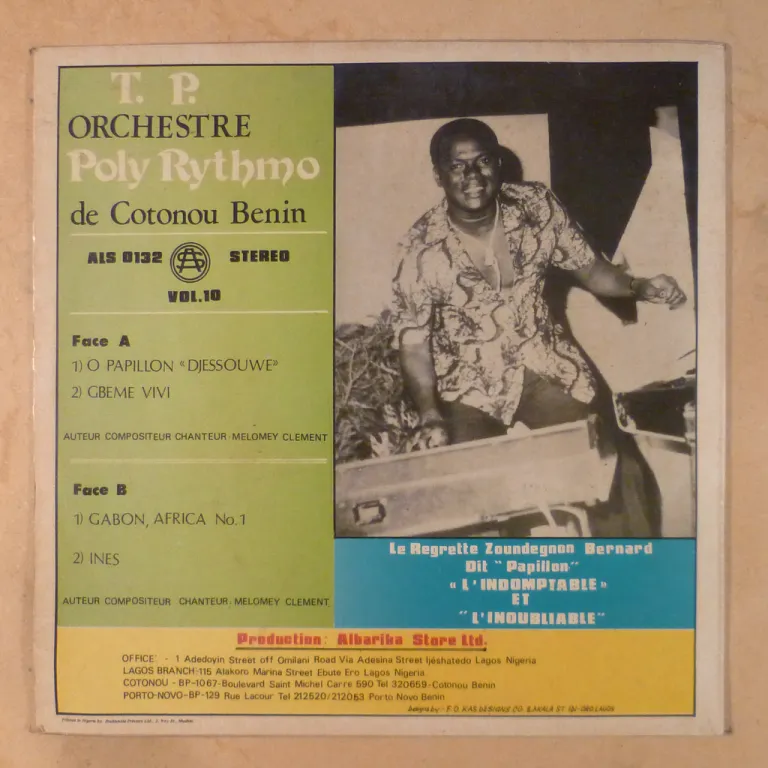 T. P.
ORCHESTRE
Poly Rythmo
de Cotonou Benin
ALS 0132 STEREO
VOL.10
Face A
1) O PAPILLON «DJESSOUWE»
2) GBEME VIVI
AUTEUR COMPOSITEUR CHANTEUR: MELOMEY CLEMENT
Face B
1) GABON, AFRICA No.1
2) INES
AUTEUR COMPOSITEUR CHANTEUR: MELOMEY CLEMENT
Le Regrette Zoundegnon Bernard
Dit "Papillon"
«L'INDOMPTABLE»
ET
"L'INOUBLIABLE"
Production: Albarika Store Ltd.
OFFICE: - 1 Adedoyin Street off Omilani Road Via Adesina Street Ijeshatedo Lagos Nigeria
LAGOS BRANCH-115 Alakoro Marina Street Ebute Ero Lagos Nigeria
COTONOU - BP-1067-Boulevard Saint Michel Carre 690 Tel 320659-Cotonou Benin
PORTO-NOVO-BP-129 Rue Lacour Tel 212520/212053 Porto Novo Benin
Designed by:-